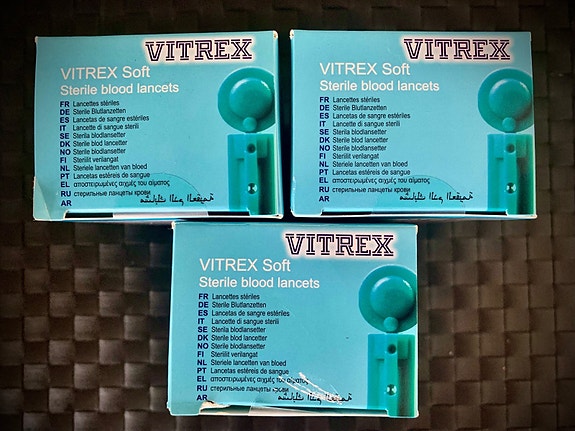 VITREX
VITREX Soft
Sterile blood lancets
FR Lancettes stériles
DE Sterile Blutlanzetten
ES Lancetas de sangre estériles
IT Lancette di sangue sterili
SE Sterila blodlansetter
DK Sterile blod lancetter
NO Sterile blodlansetter
FI Steriilit verilangat
NL Steriele lancetten van bloed
PT Lancetas estéreis de sangue
EL αποστειρωμένες αιχμές του αίματος
RU стерильные ланцеты крови
AR
VITREX
VITREX Soft
Sterile blood lancets
FR Lancettes stériles
DE Sterile Blutlanzetten
ES Lancetas de sangre estériles
IT Lancette di sangue sterili
SE Sterila blodlansetter
DK Sterile blod lancetter
NO Sterile blodlansetter
FI Steriilit verilangat
NL Steriele lancetten van bloed
PT Lancetas estéreis de sangue
EL αποστειρωμένες αιχμές του αίματος
RU стерильные ланцеты крови
AR
VITREX
VITREX Soft
Sterile blood lancets
FR Lancettes stériles
DE Sterile Blutlanzetten
ES Lancetas de sangre estériles
IT Lancette di sangue sterili
SE Sterila blodlansetter
DK Sterile blod lancetter
NO Sterile blodlansetter
FI Steriilit verilangat
NL Steriele lancetten van bloed
PT Lancetas estéreis de sangue
EL αποστειρωμένες αιχμές του αίματος
RU стерильные ланцеты крови
AR